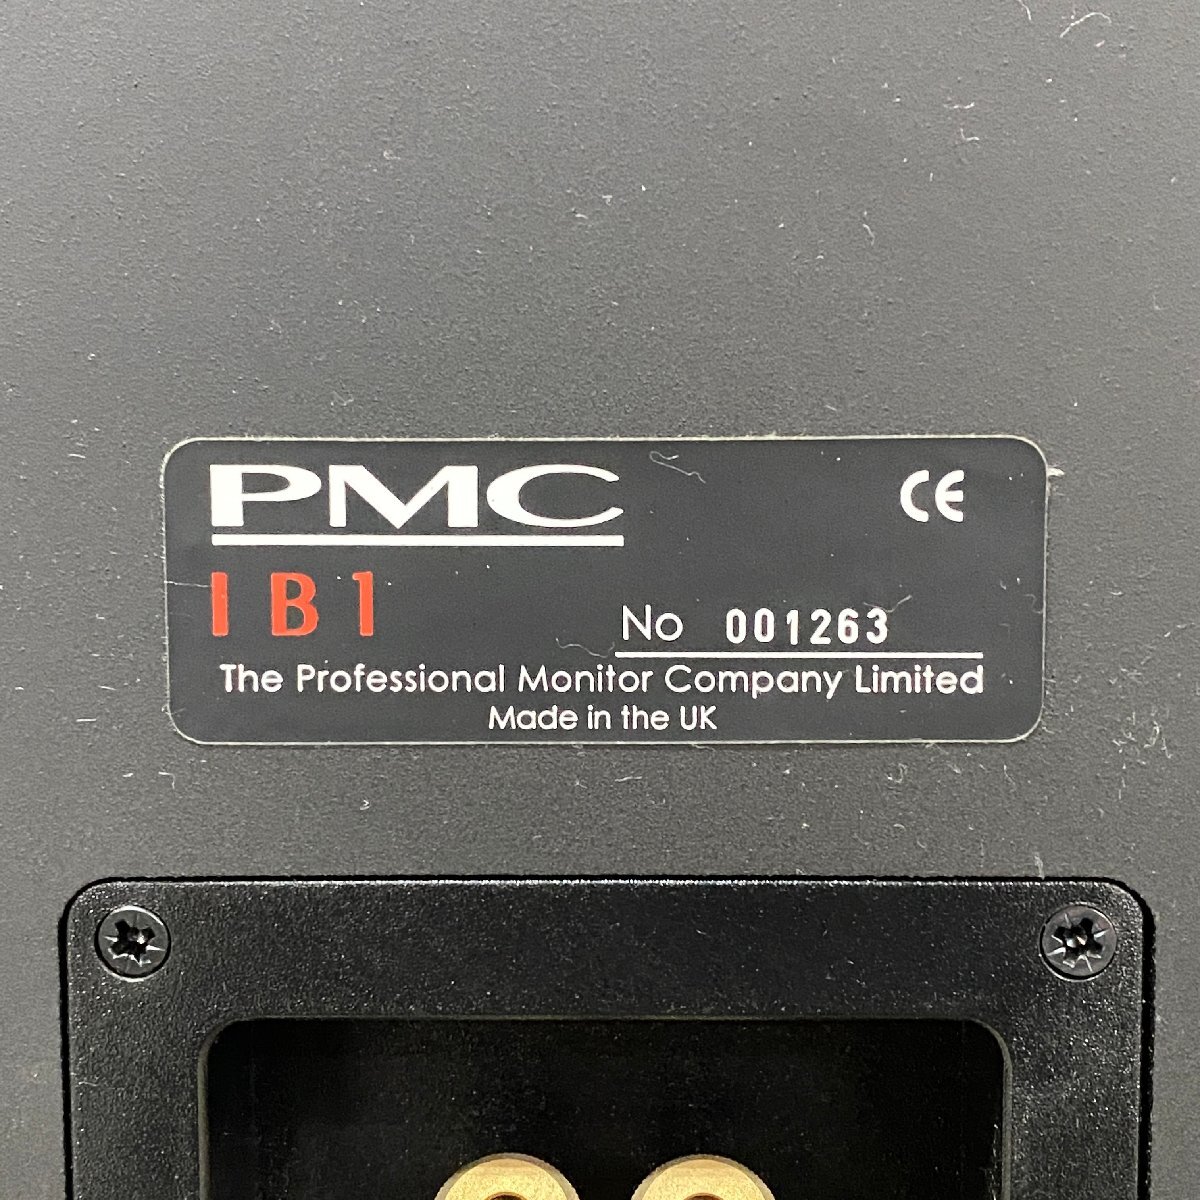 PMC
CE
IB1
No 001263
The Professional Monitor Company Limited
Made in the UK